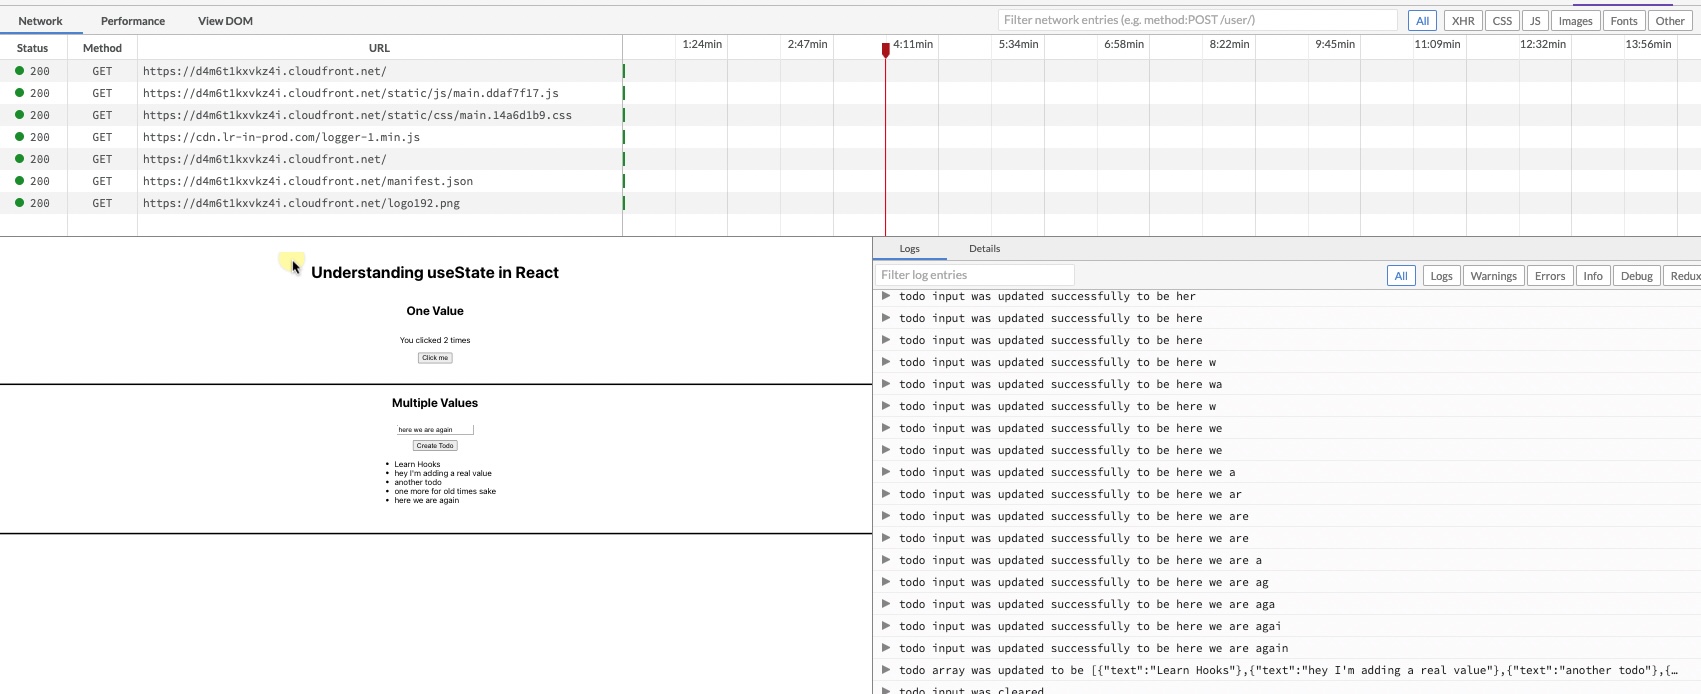 Network Performance View DOM Filter network entries (e.g. method:POST /user/) All XHR CSS JS Images Fonts Other
Status Method URL 1:24min 2:47min 4:11min 5:34min 6:58min 8:22min 9:45min 11:09min 12:32min 13:56min
200 GET https://d4m6t1kxvkz4i.cloudfront.net/
200 GET https://d4m6t1kxvkz4i.cloudfront.net/static/js/main.ddaf7f17.js
200 GET https://d4m6t1kxvkz4i.cloudfront.net/static/css/main.14a6d1b9.css
200 GET https://cdn.lr-in-prod.com/logger-1.min.js
200 GET https://d4m6t1kxvkz4i.cloudfront.net/
200 GET https://d4m6t1kxvkz4i.cloudfront.net/manifest.json
200 GET https://d4m6t1kxvkz4i.cloudfront.net/logo192.png
Understanding useState in React
One Value
You clicked 2 times
Click me
Multiple Values
here we are again
Create Todo
• Learn Hooks
• hey I'm adding a real value
• another todo
• one more for old times sake
• here we are again
Logs Details
Filter log entries All Logs Warnings Errors Info Debug Redux
todo input was updated successfully to be her
todo input was updated successfully to be here
todo input was updated successfully to be here
todo input was updated successfully to be here w
todo input was updated successfully to be here wa
todo input was updated successfully to be here w
todo input was updated successfully to be here we
todo input was updated successfully to be here we
todo input was updated successfully to be here we a
todo input was updated successfully to be here we ar
todo input was updated successfully to be here we are
todo input was updated successfully to be here we are
todo input was updated successfully to be here we are a
todo input was updated successfully to be here we are ag
todo input was updated successfully to be here we are aga
todo input was updated successfully to be here we are agai
todo input was updated successfully to be here we are again
todo array was updated to be [{"text":"Learn Hooks"},{"text":"hey I'm adding a real value"},{"text":"another todo"},{…
todo input was cleared